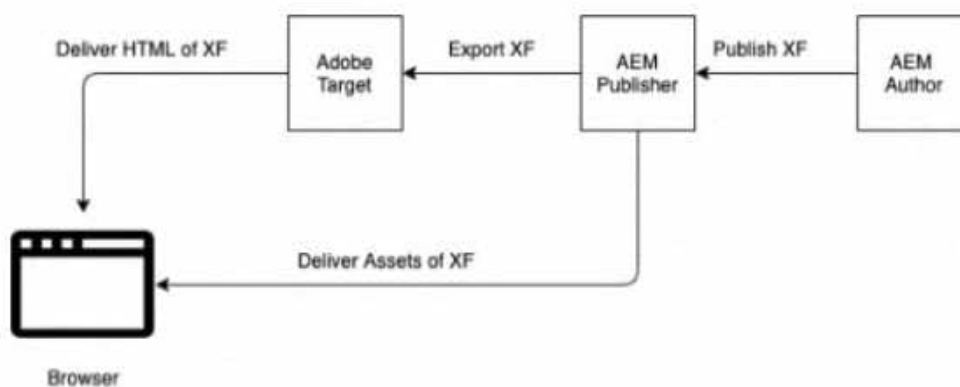 Deliver HTML of XF
Adobe
Target
Export XF
AEM
Publisher
Publish XF
AEM
Author
Deliver Assets of XF
Browser